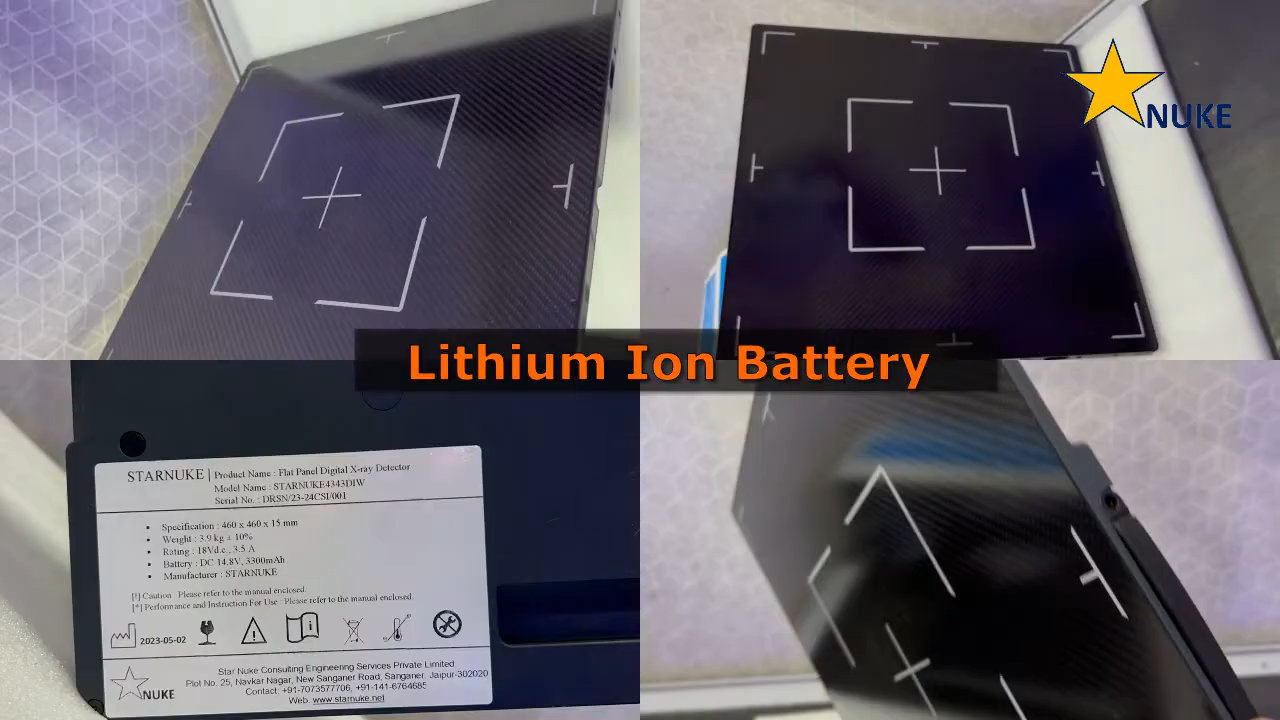 NUKE
Lithium Ion Battery
STARNUKE | Product Name : Flat Panel Digital X-ray Detector
Model Name : STARNUKE4343DIW
Serial No. : DRSN/23-24CSI/001
• Specification : 460 x 460 x 15 mm
• Weight : 3.9 kg ± 10%
• Rating : 18Vd.c., 3.5 A
• Battery : DC 14.8V, 3300mAh
• Manufacturer : STARNUKE
[!] Caution : Please refer to the manual enclosed
[*] Performance and Instruction For Use : Please refer to the manual enclosed.
2023-05-02
NUKE
Star Nuke Consulting Engineering Services Private Limited
Plot No. 25, Navkar Nagar, New Sanganer Road, Sanganer, Jaipur-302020
Contact. +91-7073577706, +91-141-6764685
Web. www.starnuke.net